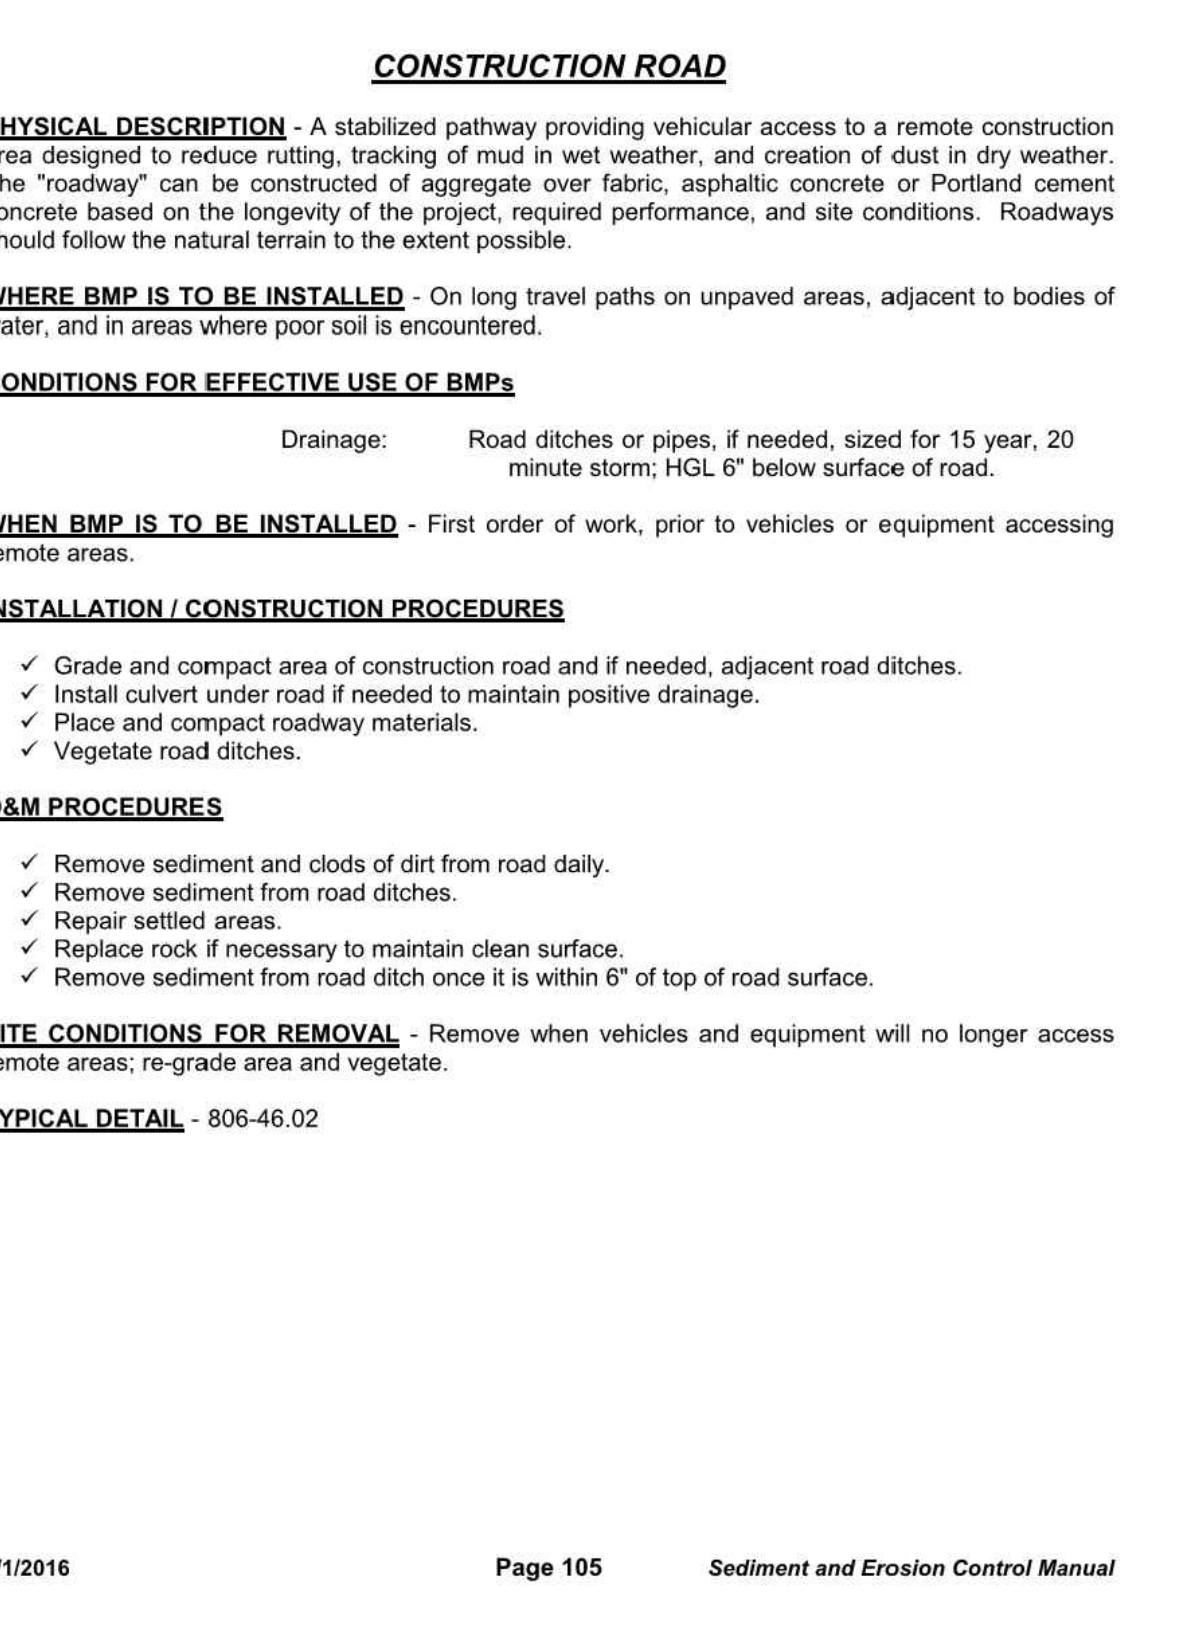 CONSTRUCTION ROAD
HYSICAL DESCRIPTION - A stabilized pathway providing vehicular access to a remote construction
rea designed to reduce rutting, tracking of mud in wet weather, and creation of dust in dry weather.
he "roadway" can be constructed of aggregate over fabric, asphaltic concrete or Portland cement
oncrete based on the longevity of the project, required performance, and site conditions. Roadways
hould follow the natural terrain to the extent possible.
WHERE BMP IS TO BE INSTALLED - On long travel paths on unpaved areas, adjacent to bodies of
ater, and in areas where poor soil is encountered.
ONDITIONS FOR EFFECTIVE USE OF BMPs
Drainage: Road ditches or pipes, if needed, sized for 15 year, 20
minute storm; HGL 6" below surface of road.
WHEN BMP IS TO BE INSTALLED - First order of work, prior to vehicles or equipment accessing
emote areas.
NSTALLATION / CONSTRUCTION PROCEDURES
✓ Grade and compact area of construction road and if needed, adjacent road ditches.
✓ Install culvert under road if needed to maintain positive drainage.
✓ Place and compact roadway materials.
✓ Vegetate road ditches.
O&M PROCEDURES
✓ Remove sediment and clods of dirt from road daily.
✓ Remove sediment from road ditches.
✓ Repair settled areas.
✓ Replace rock if necessary to maintain clean surface.
✓ Remove sediment from road ditch once it is within 6" of top of road surface.
ITE CONDITIONS FOR REMOVAL - Remove when vehicles and equipment will no longer access
emote areas; re-grade area and vegetate.
YPICAL DETAIL - 806-46.02
/1/2016 Page 105 Sediment and Erosion Control Manual